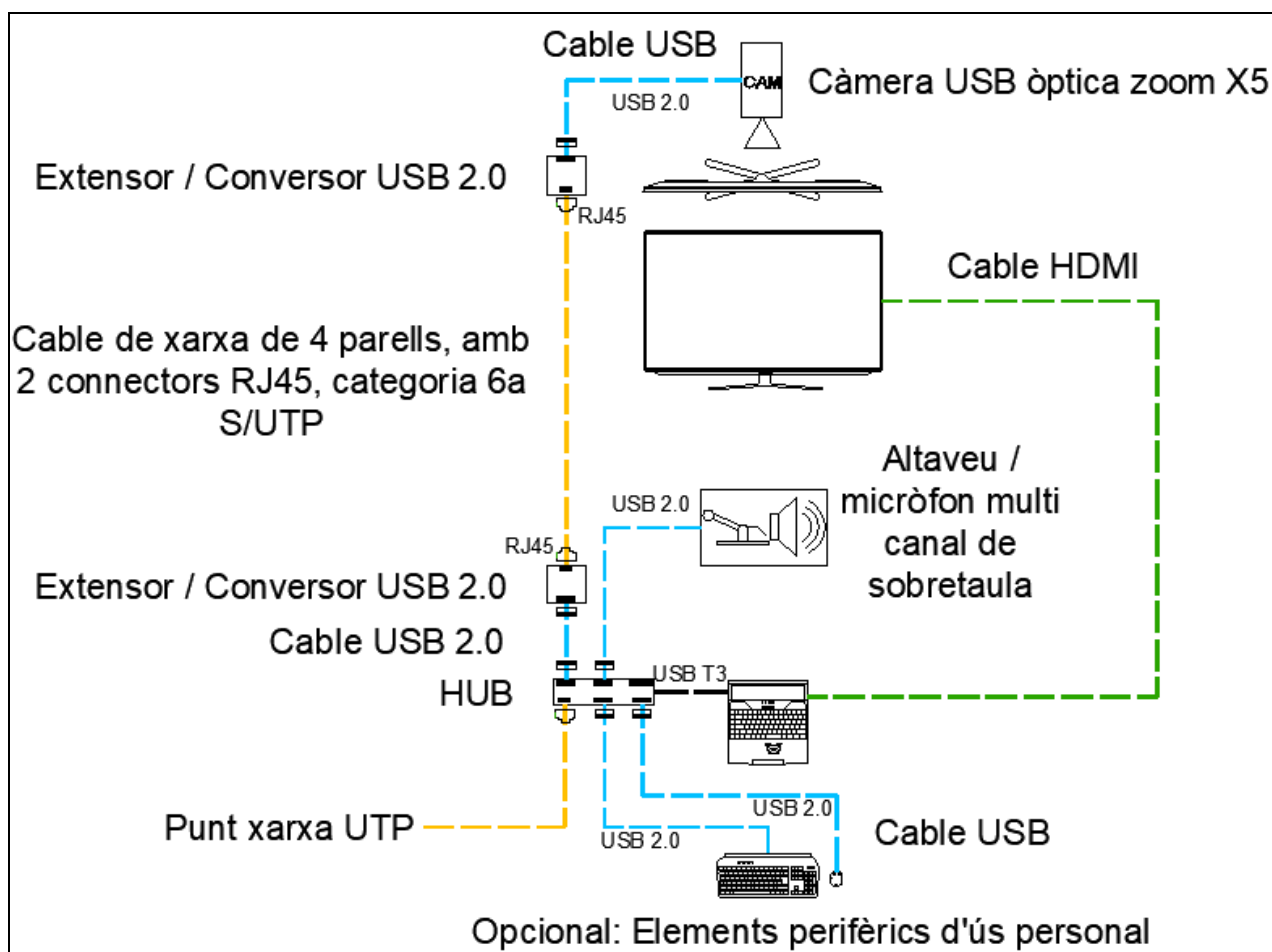 Cable USB
CAM
Càmera USB òptica zoom X5
USB 2.0
Extensor / Conversor USB 2.0
RJ45
Cable HDMI
Cable de xarxa de 4 parells, amb
2 connectors RJ45, categoria 6a
S/UTP
Altaveu /
micròfon multi
canal de
sobretaula
USB 2.0
RJ45
Extensor / Conversor USB 2.0
Cable USB 2.0
HUB
USB T3
Punt xarxa UTP
USB 2.0
USB 2.0
Cable USB
Opcional: Elements perifèrics d'ús personal